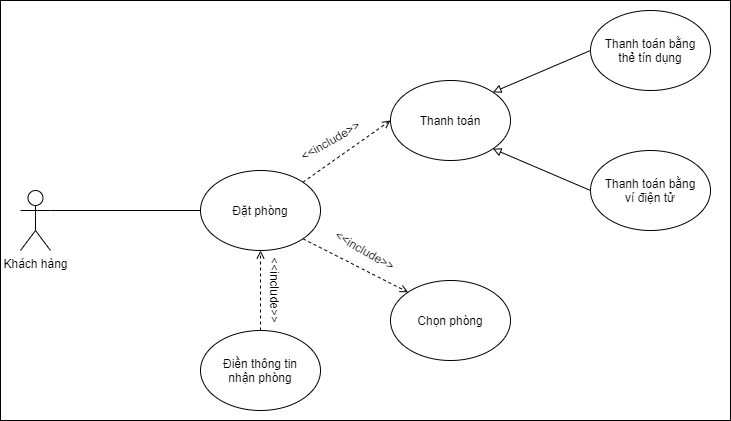 Thanh toán bằng
thẻ tín dụng
Thanh toán
<<include>>
Thanh toán bằng
ví điện tử
Đặt phòng
Khách hàng
<<include>>
<<include>>
Chọn phòng
Điền thông tin
nhận phòng